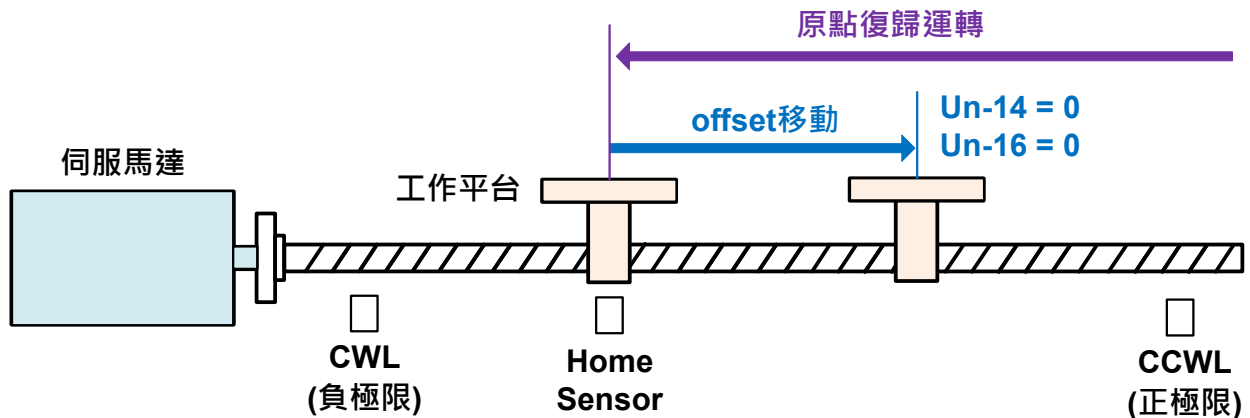 原點復歸運轉
offset移動
Un-14 = 0
Un-16 = 0
伺服馬達
工作平台
CWL
(負極限)
Home
Sensor
CCWL
(正極限)